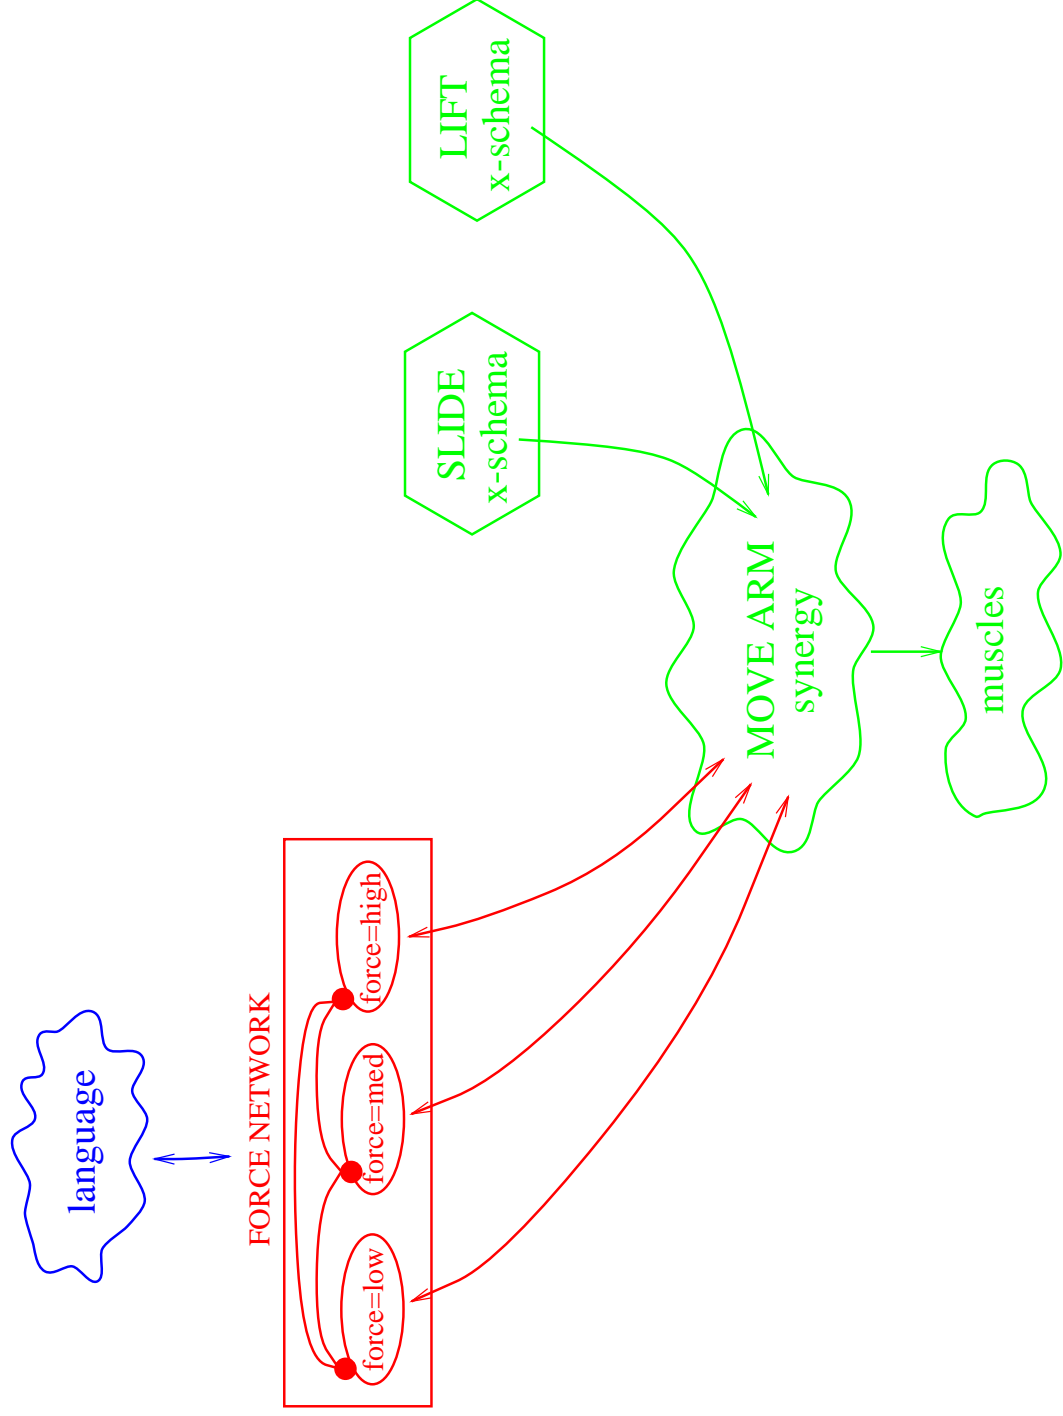 language
FORCE NETWORK
force=low
force=med
force=high
SLIDE
x-schema
LIFT
x-schema
MOVE ARM
synergy
muscles